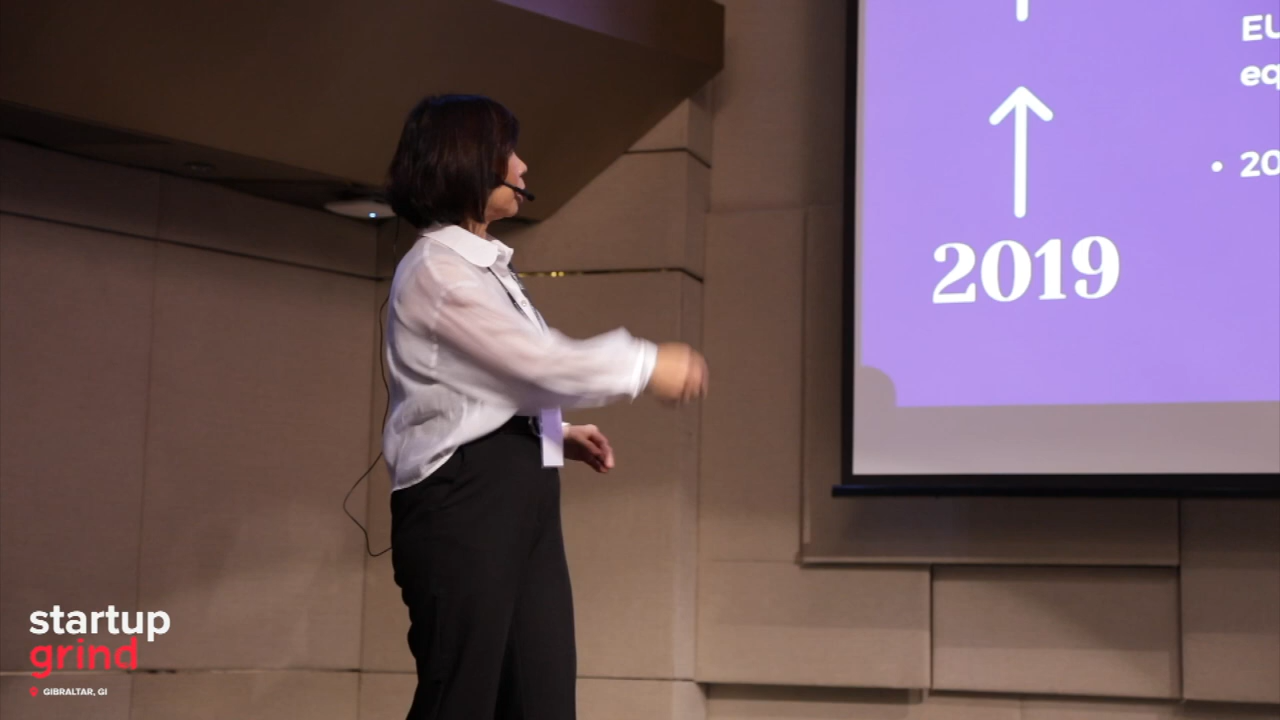 EU
eq
• 20
2019
startup
grind
GIBRALTAR, GI